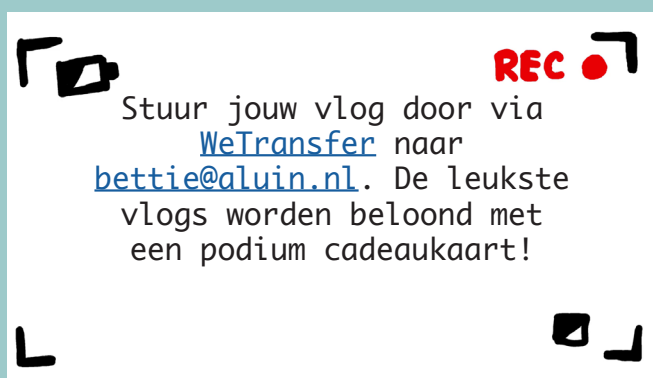 REC
Stuur jouw vlog door via
WeTransfer naar
bettie@aluin.nl. De leukste
vlogs worden beloond met
een podium cadeaukaart!